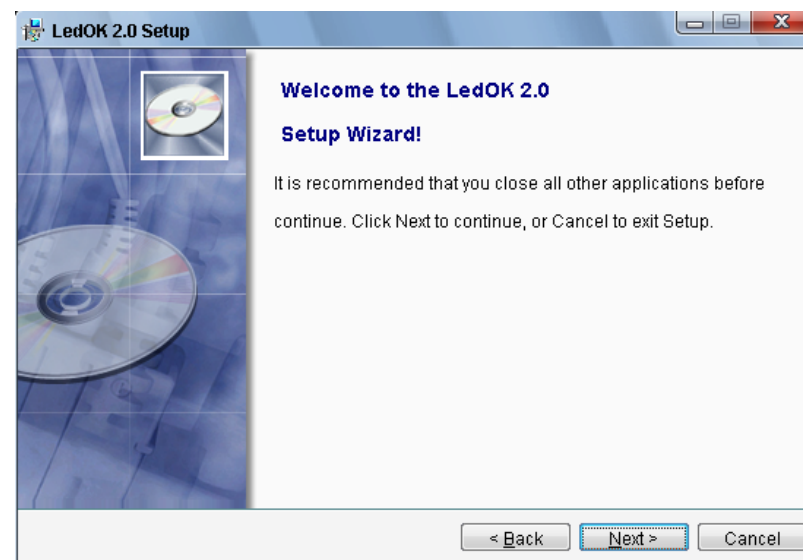 LedOK 2.0 Setup
Welcome to the LedOK 2.0
Setup Wizard!
It is recommended that you close all other applications before
continue. Click Next to continue, or Cancel to exit Setup.
< Back Next > Cancel